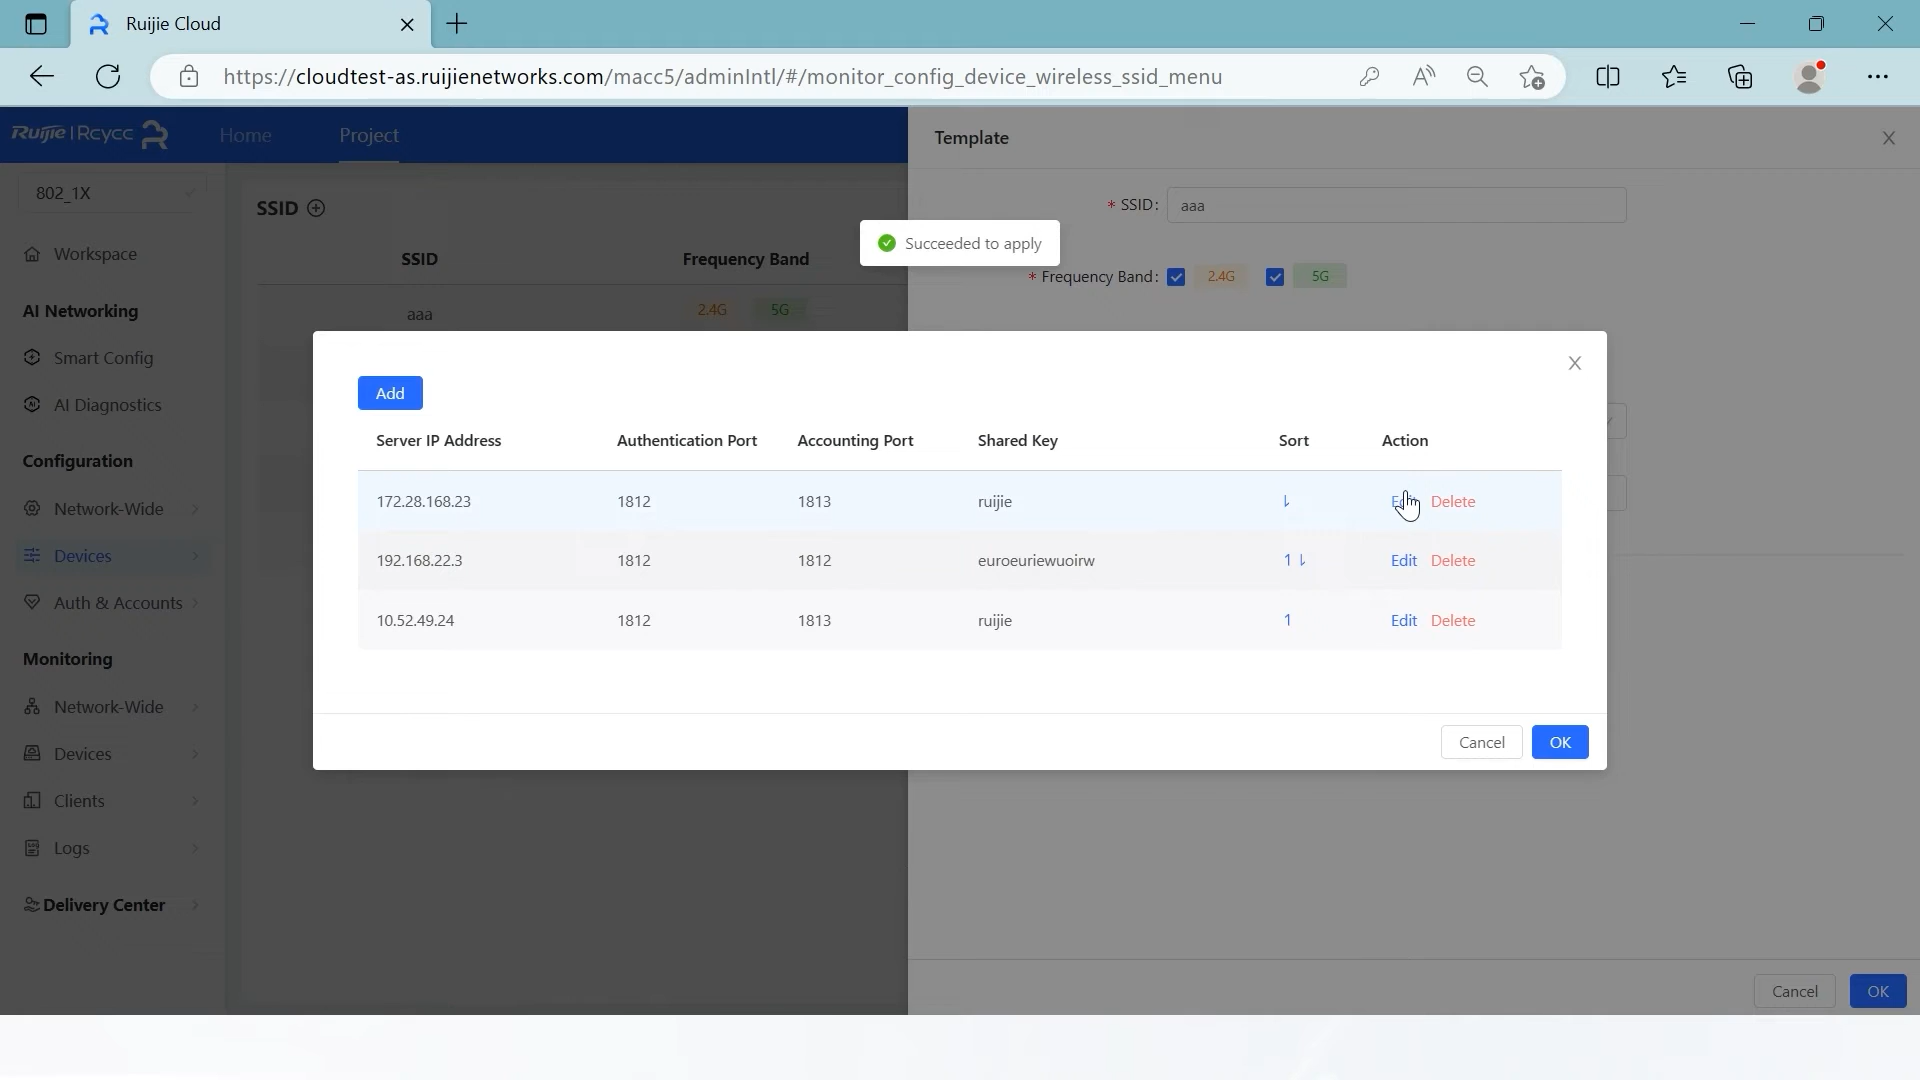 Ruijie Cloud
https://cloudtest-as.ruijienetworks.com/macc5/adminIntl/#/monitor_config_device_wireless_ssid_menu
Ruijie | Rcycc
Home
Project
Template
802_1X
SSID
* SSID: aaa
Succeeded to apply
Workspace
SSID
Frequency Band
* Frequency Band: 2.4G 5G
AI Networking
aaa
2.4G
5G
Smart Config
Add
AI Diagnostics
Server IP Address Authentication Port Accounting Port Shared Key Sort Action
Configuration
172.28.168.23 1812 1813 ruijie Edit Delete
Network-Wide
192.168.22.3 1812 1812 euroeuriewuoirw Edit Delete
Devices
10.52.49.24 1812 1813 ruijie Edit Delete
Auth & Accounts
Monitoring
Network-Wide
Cancel
OK
Devices
Clients
Logs
Delivery Center
Cancel
OK